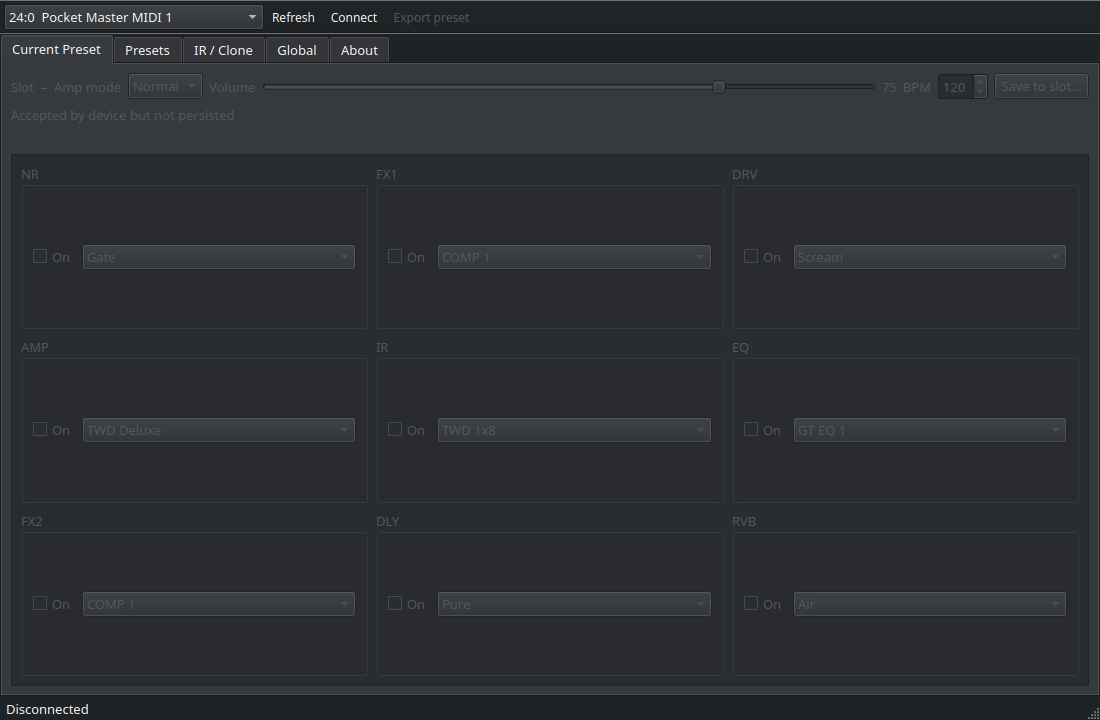 24:0 Pocket Master MIDI 1 Refresh Connect Export preset
Current Preset Presets IR / Clone Global About
Slot – Amp mode Normal Volume 75 BPM 120 Save to slot...
Accepted by device but not persisted
NR FX1 DRV
On Gate On COMP 1 On Scream
AMP IR EQ
On TWD Deluxe On TWD 1x8 On GT EQ 1
FX2 DLY RVB
On COMP 1 On Pure On Air
Disconnected